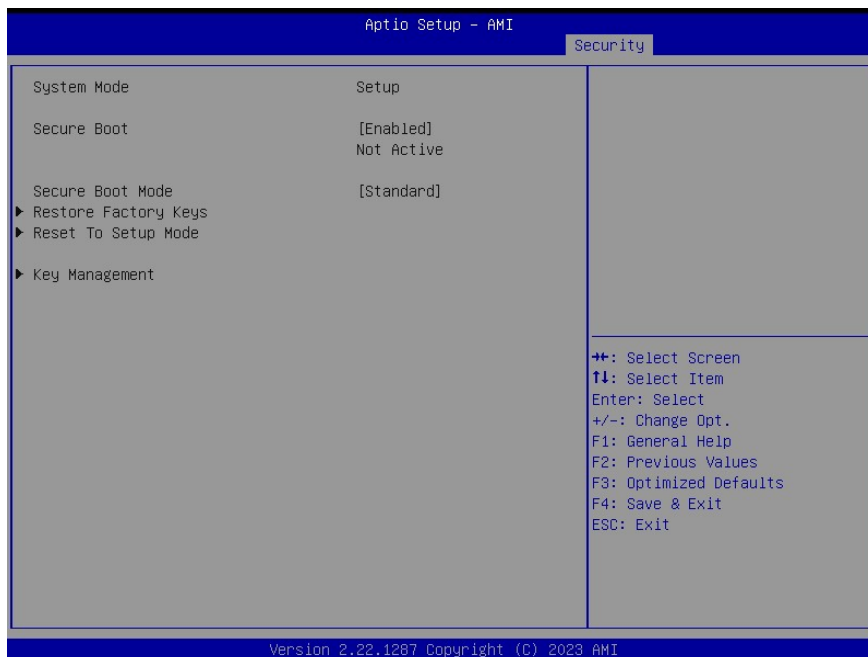 Aptio Setup - AMI
Security
System Mode Setup
Secure Boot [Enabled]
Not Active
Secure Boot Mode [Standard]
Restore Factory Keys
Reset To Setup Mode
Key Management
→←: Select Screen
↑↓: Select Item
Enter: Select
+/-: Change Opt.
F1: General Help
F2: Previous Values
F3: Optimized Defaults
F4: Save & Exit
ESC: Exit
Version 2.22.1287 Copyright (C) 2023 AMI